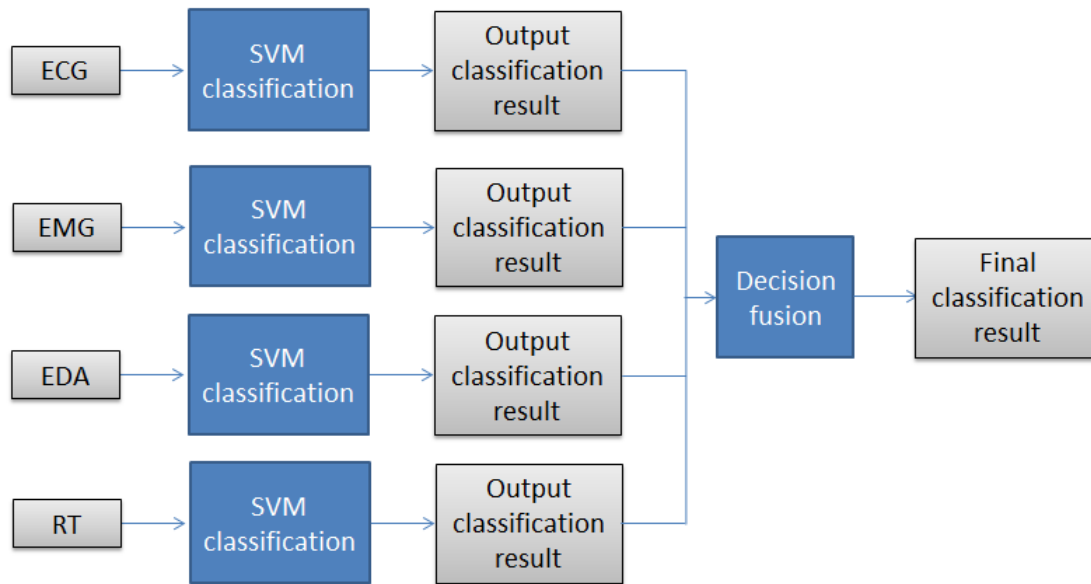 ECG
SVM
classification
Output
classification
result
EMG
SVM
classification
Output
classification
result
EDA
SVM
classification
Output
classification
result
RT
SVM
classification
Output
classification
result
Decision
fusion
Final
classification
result